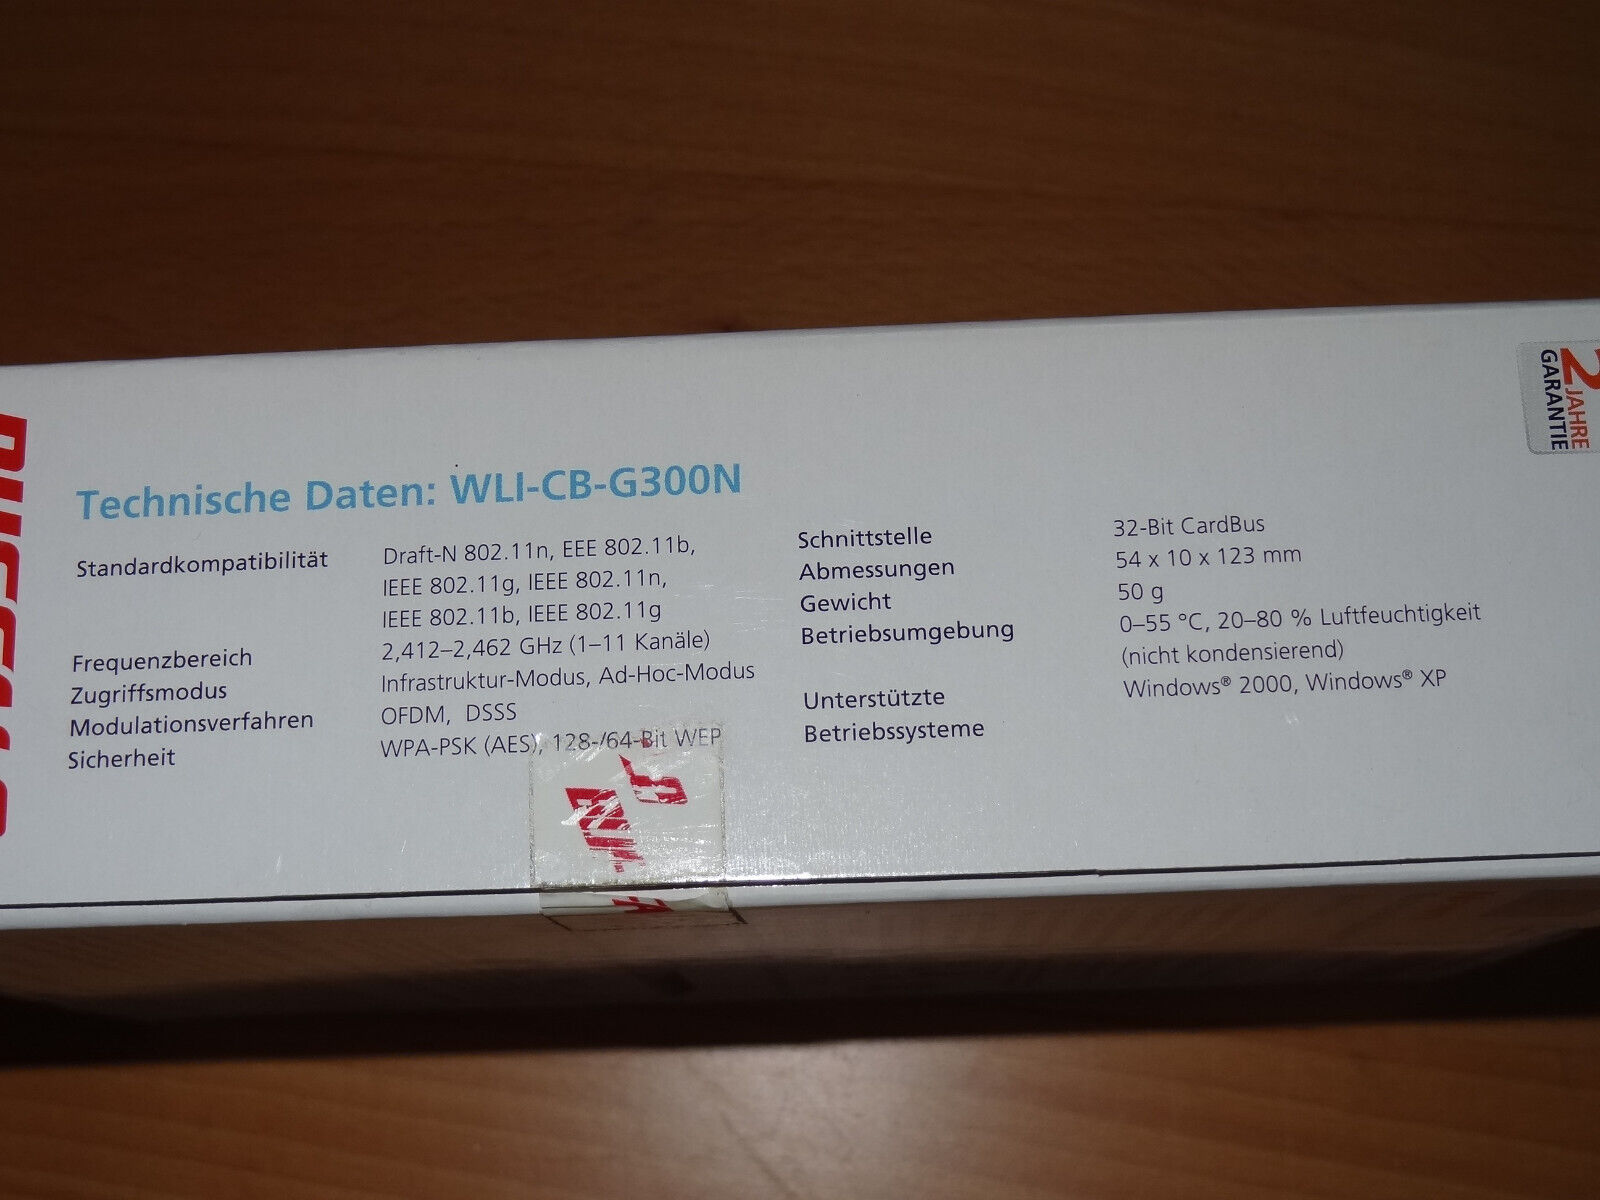 Technische Daten: WLI-CB-G300N
Standardkompatibilität Draft-N 802.11n, EEE 802.11b,
IEEE 802.11g, IEEE 802.11n,
IEEE 802.11b, IEEE 802.11g
Frequenzbereich 2,412–2,462 GHz (1–11 Kanäle)
Zugriffsmodus Infrastruktur-Modus, Ad-Hoc-Modus
Modulationsverfahren OFDM, DSSS
Sicherheit WPA-PSK (AES), 128-/64-Bit WEP
Schnittstelle 32-Bit CardBus
Abmessungen 54 x 10 x 123 mm
Gewicht 50 g
Betriebsumgebung 0–55 °C, 20–80 % Luftfeuchtigkeit
(nicht kondensierend)
Unterstützte Windows® 2000, Windows® XP
Betriebssysteme
2 JAHRE
GARANTIE